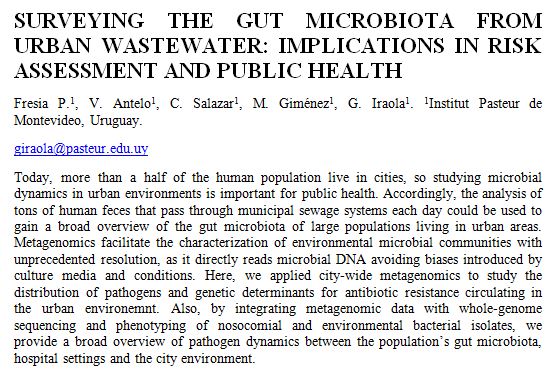 SURVEYING THE GUT MICROBIOTA FROM
URBAN WASTEWATER: IMPLICATIONS IN RISK
ASSESSMENT AND PUBLIC HEALTH
Fresia P.¹, V. Antelo¹, C. Salazar¹, M. Giménez¹, G. Iraola¹. ¹Institut Pasteur de
Montevideo, Uruguay.
giraola@pasteur.edu.uy
Today, more than a half of the human population live in cities, so studying microbial
dynamics in urban environments is important for public health. Accordingly, the analysis of
tons of human feces that pass through municipal sewage systems each day could be used to
gain a broad overview of the gut microbiota of large populations living in urban areas.
Metagenomics facilitate the characterization of environmental microbial communities with
unprecedented resolution, as it directly reads microbial DNA avoiding biases introduced by
culture media and conditions. Here, we applied city-wide metagenomics to study the
distribution of pathogens and genetic determinants for antibiotic resistance circulating in
the urban environemnt. Also, by integrating metagenomic data with whole-genome
sequencing and phenotyping of nosocomial and environmental bacterial isolates, we
provide a broad overview of pathogen dynamics between the population's gut microbiota,
hospital settings and the city environment.